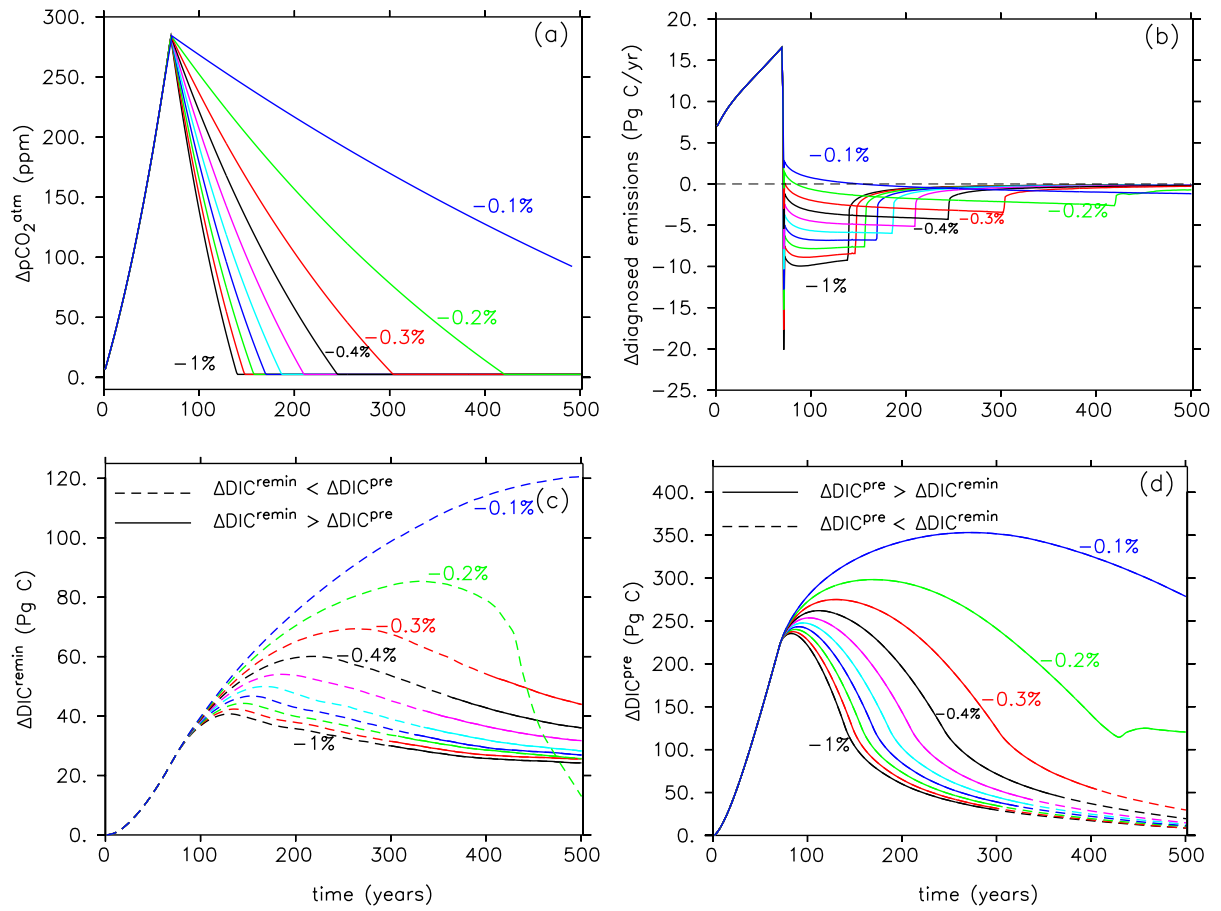 (a)
300.
250.
200.
150.
100.
50.
0.
ΔpCO₂ᵃᵗᵐ (ppm)
−0.1%
−0.2%
−0.3%
−0.4%
−1%
0 100 200 300 400 500
(b)
20.
15.
10.
5.
0.
−5.
−10.
−15.
−20.
−25.
Δdiagnosed emissions (Pg C/yr)
−0.1%
−0.2%
−0.3%
−0.4%
−1%
0 100 200 300 400 500
(c)
120.
100.
80.
60.
40.
20.
0.
ΔDICʳᵉᵐⁱⁿ (Pg C)
ΔDICʳᵉᵐⁱⁿ < ΔDICᵖʳᵉ
ΔDICʳᵉᵐⁱⁿ > ΔDICᵖʳᵉ
−0.1%
−0.2%
−0.3%
−0.4%
−1%
0 100 200 300 400 500
time (years)
(d)
400.
350.
300.
250.
200.
150.
100.
50.
0.
ΔDICᵖʳᵉ (Pg C)
ΔDICᵖʳᵉ > ΔDICʳᵉᵐⁱⁿ
ΔDICᵖʳᵉ < ΔDICʳᵉᵐⁱⁿ
−0.1%
−0.2%
−0.3%
−0.4%
−1%
0 100 200 300 400 500
time (years)